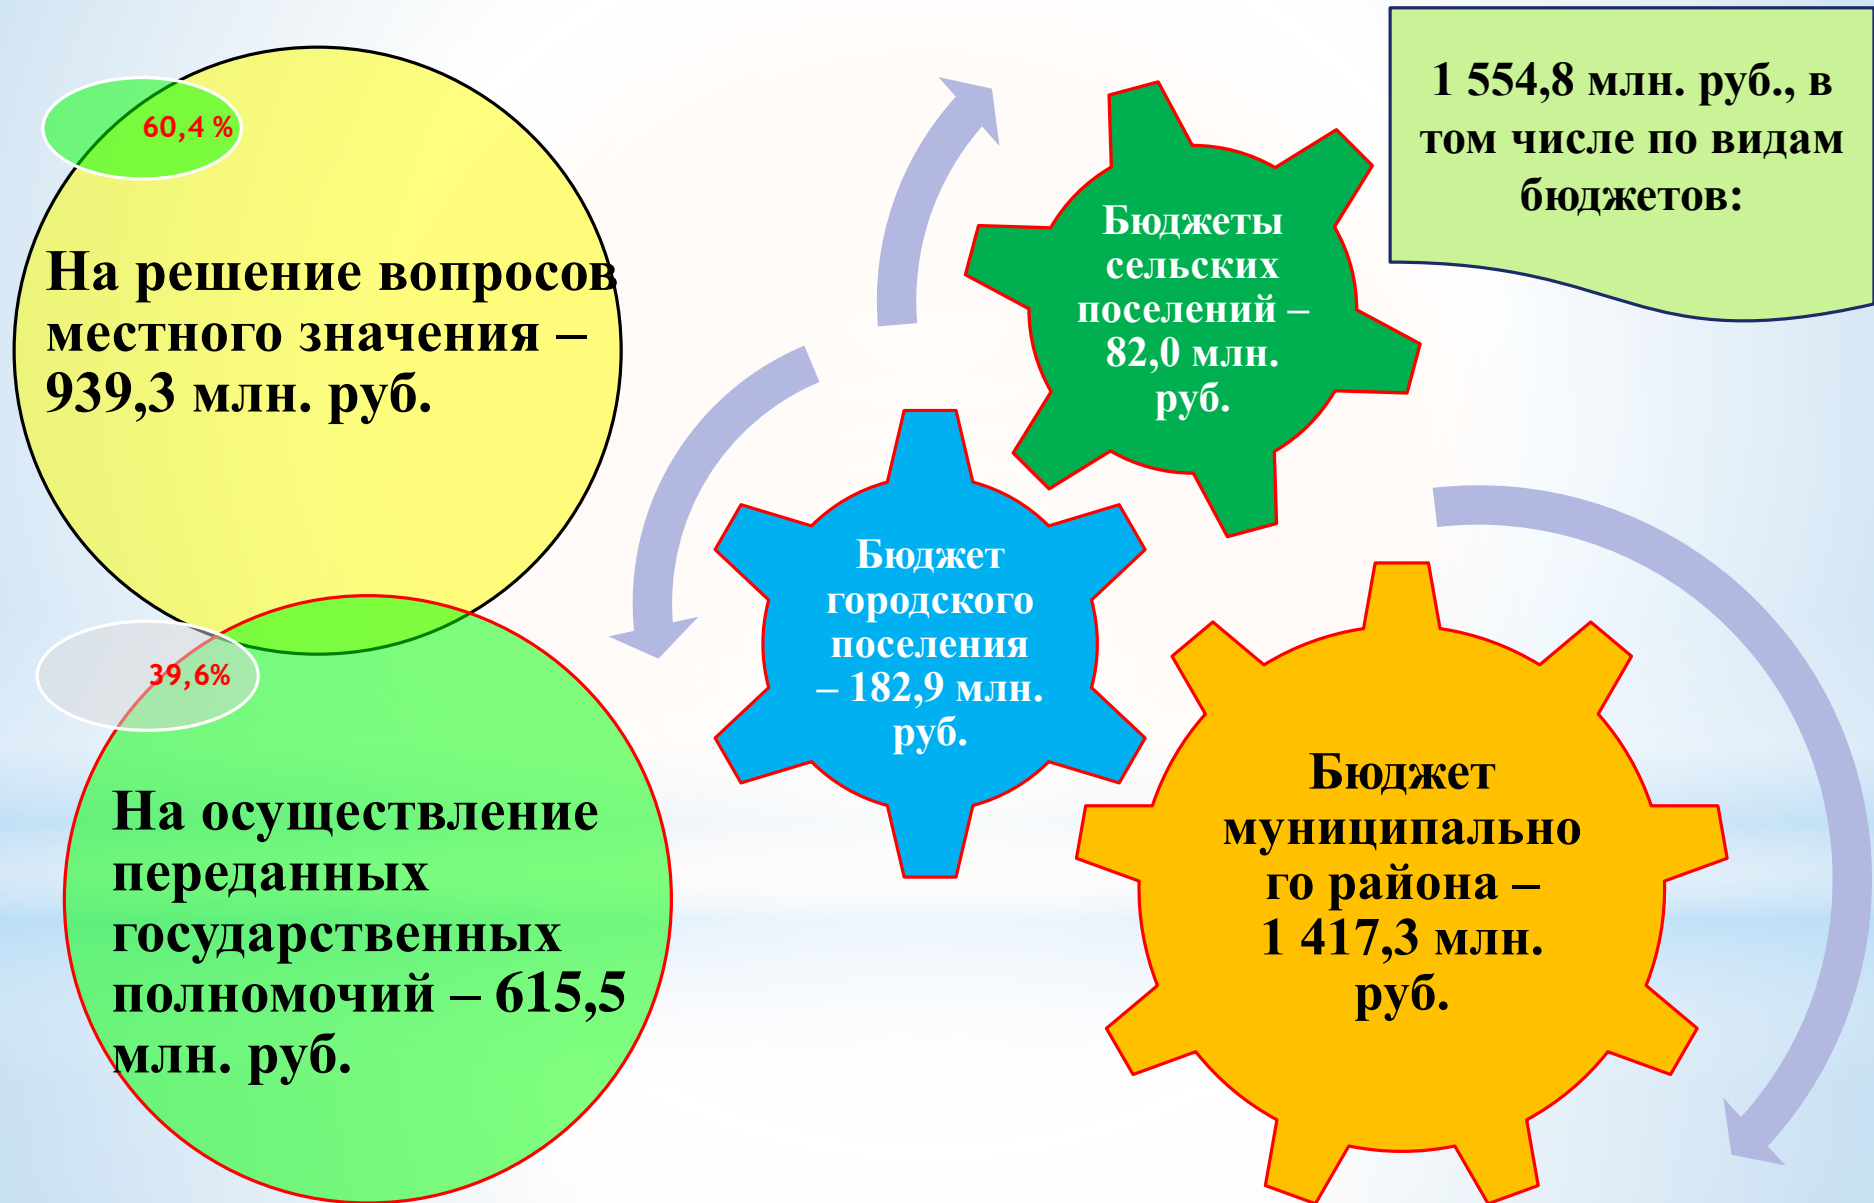 60,4 %
На решение вопросов
местного значения –
939,3 млн. руб.
39,6%
На осуществление
переданных
государственных
полномочий – 615,5
млн. руб.
Бюджеты
сельских
поселений –
82,0 млн.
руб.
Бюджет
городского
поселения
– 182,9 млн.
руб.
Бюджет
муниципально
го района –
1 417,3 млн.
руб.
1 554,8 млн. руб., в
том числе по видам
бюджетов: